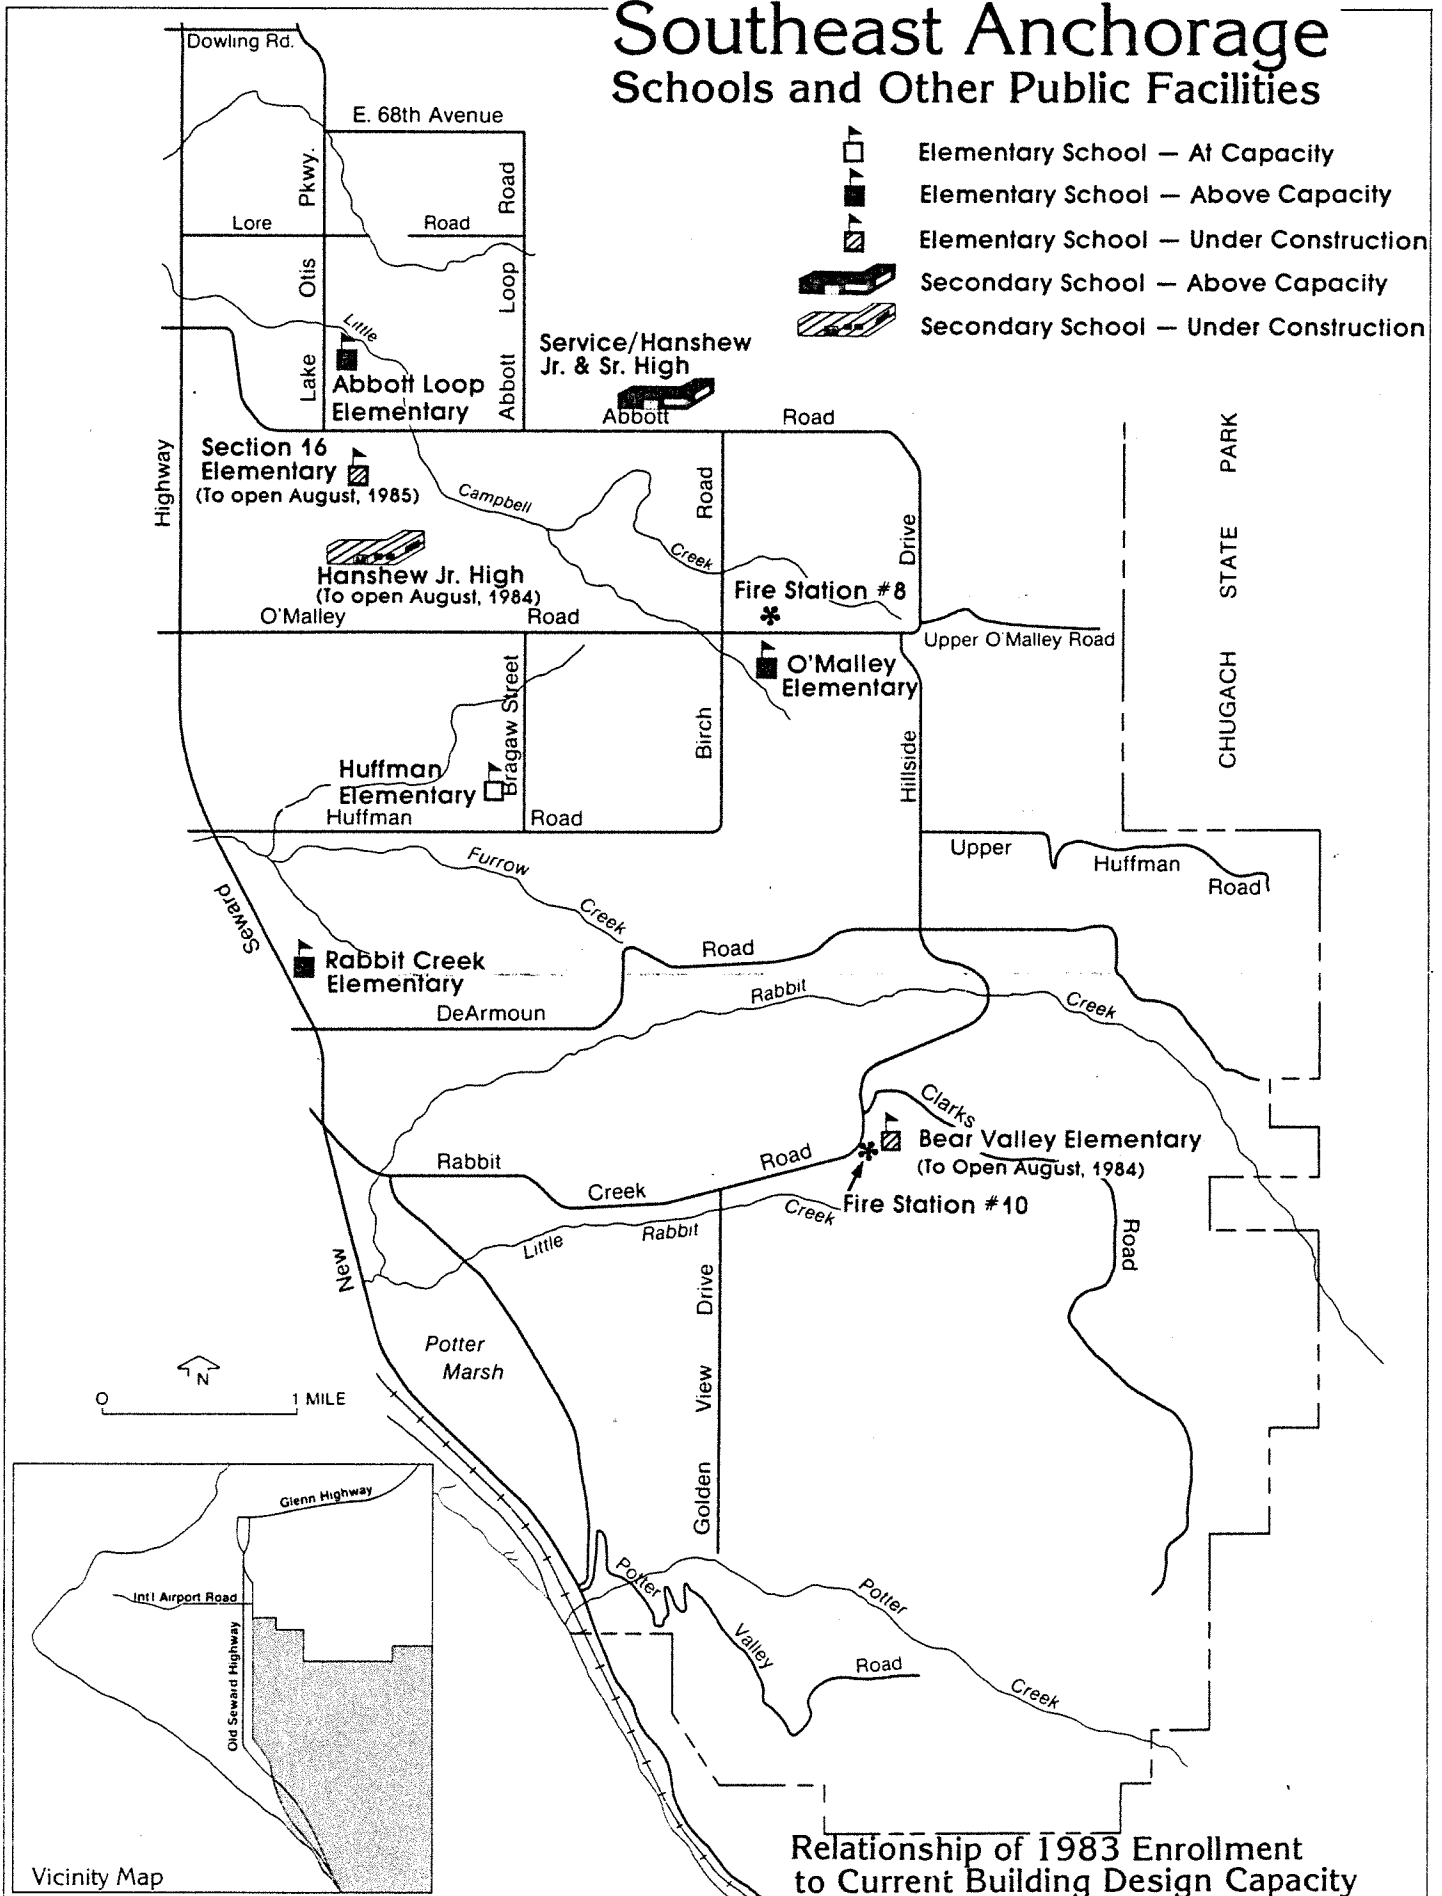 Southeast Anchorage
Schools and Other Public Facilities
Elementary School — At Capacity
Elementary School — Above Capacity
Elementary School — Under Construction
Secondary School — Above Capacity
Secondary School — Under Construction
Dowling Rd.
E. 68th Avenue
Lore Road
Lake Otis Pkwy.
Abbott Loop Road
Little
Abbott Loop
Elementary
Service/Hanshew
Jr. & Sr. High
Abbott Road
Section 16
Elementary
(To open August, 1985)
Campbell
Creek
Hanshew Jr. High
(To open August, 1984)
Fire Station #8
O'Malley Road
Upper O'Malley Road
O'Malley
Elementary
Bragaw Street
Birch Road
Hillside Drive
CHUGACH STATE PARK
Huffman
Elementary
Huffman Road
Upper Huffman Road
Furrow
Creek
New Seward Highway
Rabbit Creek
Elementary
DeArmoun Road
Rabbit Creek
Clarks Road
Bear Valley Elementary
(To Open August, 1984)
Fire Station #10
Rabbit Creek Road
Little Rabbit Creek
Golden View Drive
Potter
Marsh
N
0 1 MILE
Potter Valley Road
Potter Creek
Glenn Highway
Int'l Airport Road
Old Seward Highway
Vicinity Map
Relationship of 1983 Enrollment
to Current Building Design Capacity